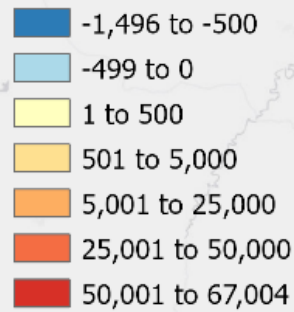 -1,496 to -500
-499 to 0
1 to 500
501 to 5,000
5,001 to 25,000
25,001 to 50,000
50,001 to 67,004